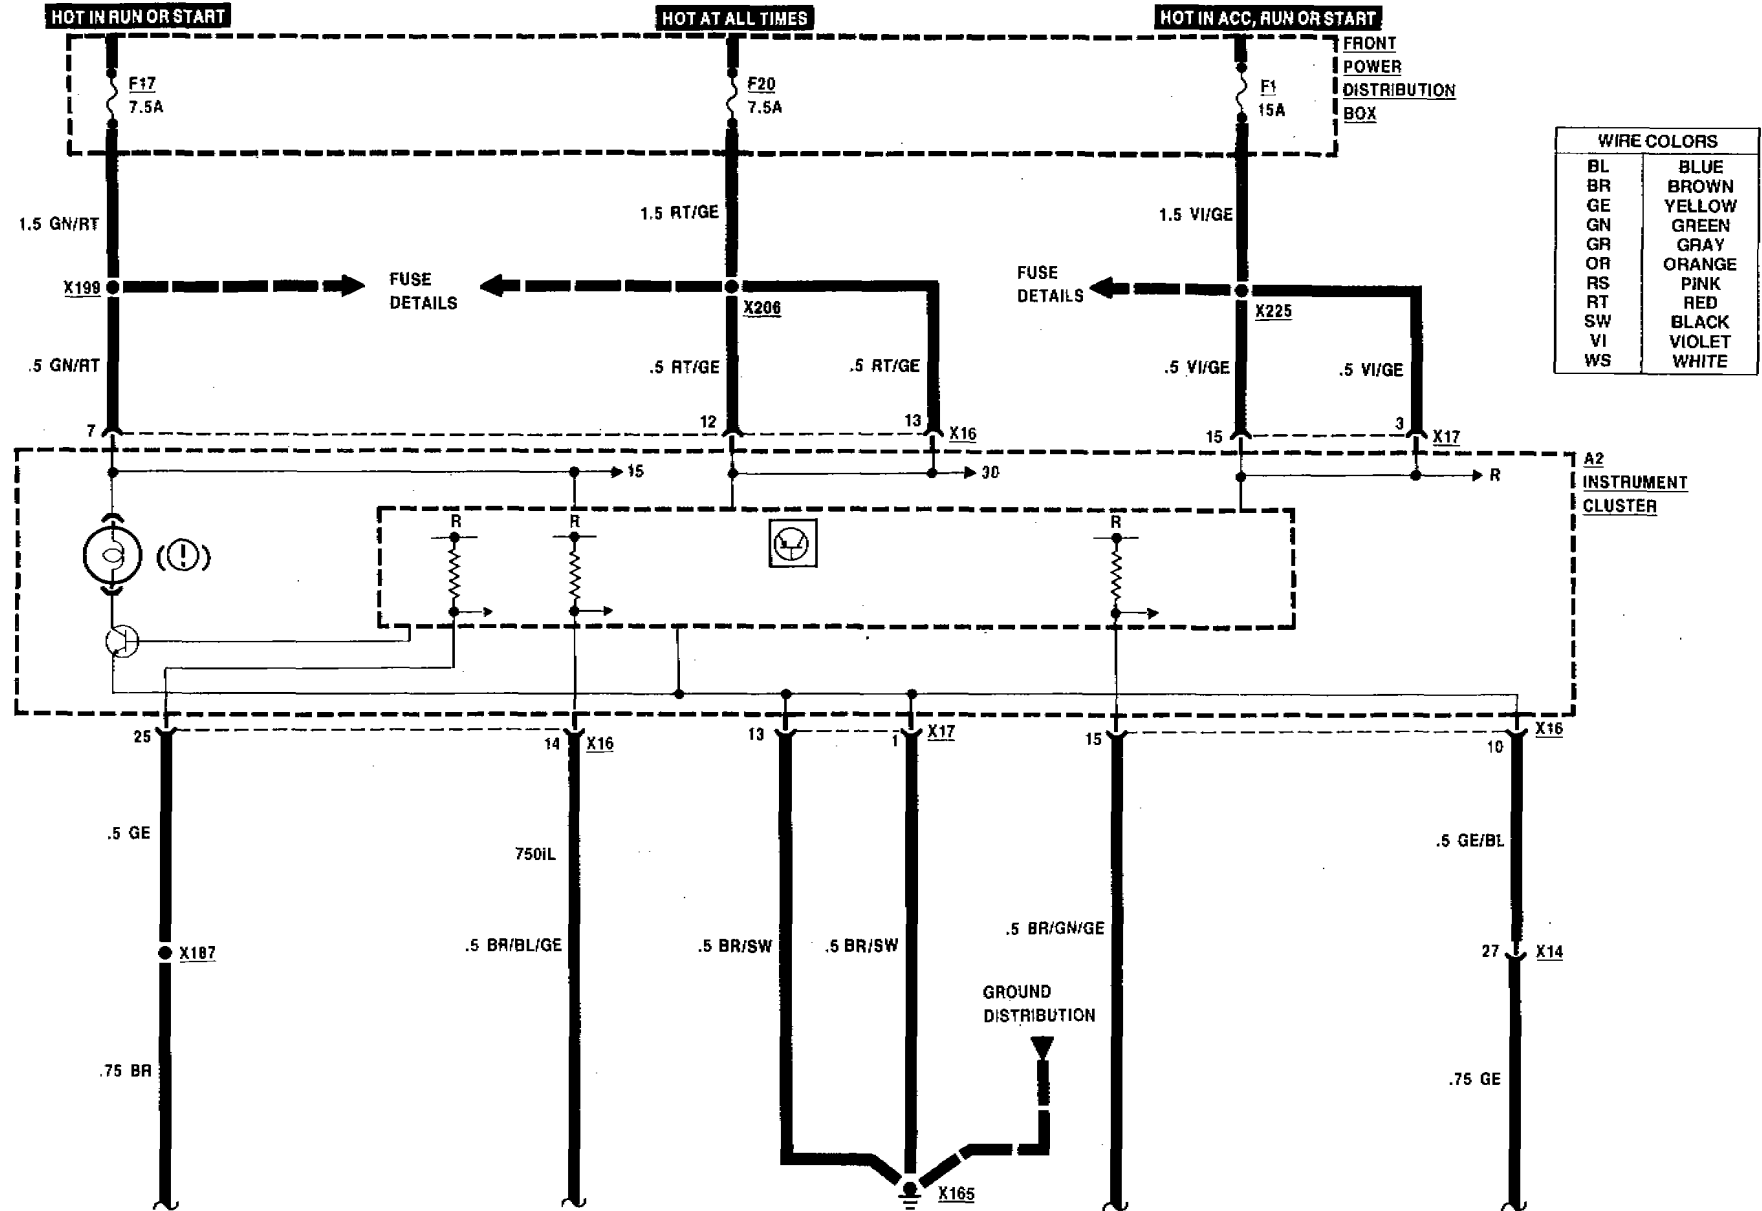 HOT IN RUN OR START
HOT AT ALL TIMES
HOT IN ACC, RUN OR START
FRONT
POWER
DISTRIBUTION
BOX
F17
7.5A
F20
7.5A
F1
15A
WIRE COLORS
BL BLUE
BR BROWN
GE YELLOW
GN GREEN
GR GRAY
OR ORANGE
RS PINK
RT RED
SW BLACK
VI VIOLET
WS WHITE
1.5 GN/RT
1.5 RT/GE
1.5 VI/GE
X199
FUSE
DETAILS
X206
FUSE
DETAILS
X225
.5 GN/RT
.5 RT/GE
.5 RT/GE
.5 VI/GE
.5 VI/GE
7
12
13
X16
15
3
X17
15
30
R
A2
INSTRUMENT
CLUSTER
R
R
R
(!)
25
14
X16
13
1
X17
15
10
X16
.5 GE
750iL
.5 GE/BL
X187
.5 BR/BL/GE
.5 BR/SW
.5 BR/SW
.5 BR/GN/GE
27
X14
GROUND
DISTRIBUTION
.75 BR
.75 GE
X165